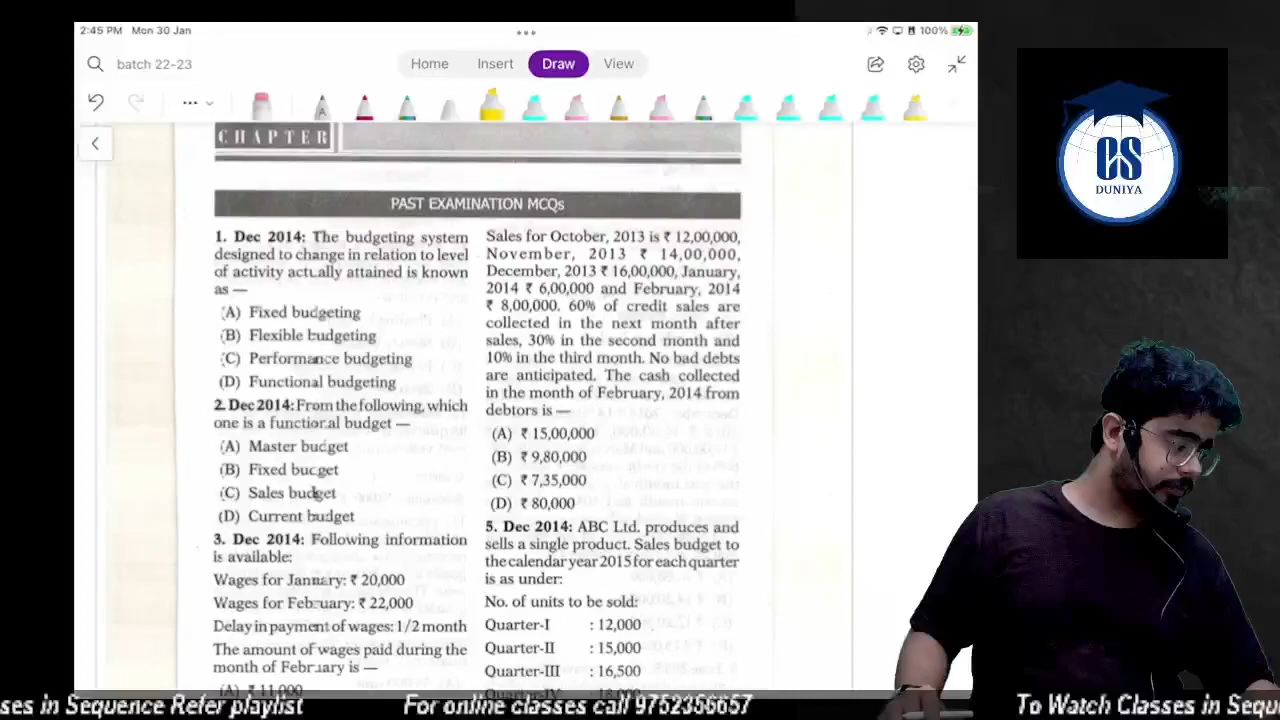 2:45 PM Mon 30 Jan
100%
batch 22-23
Home Insert Draw View
CHAPTER
PAST EXAMINATION MCQs
1. Dec 2014: The budgeting system
designed to change in relation to level
of activity actually attained is known
as —
(A) Fixed budgeting
(B) Flexible budgeting
(C) Performance budgeting
(D) Functional budgeting
2. Dec 2014: From the following, which
one is a functional budget —
(A) Master budget
(B) Fixed budget
(C) Sales budget
(D) Current budget
3. Dec 2014: Following information
is available:
Wages for January: ₹ 20,000
Wages for February: ₹ 22,000
Delay in payment of wages: 1/2 month
The amount of wages paid during the
month of February is —
(A) ₹ 11,000
Sales for October, 2013 is ₹ 12,00,000,
November, 2013 ₹ 14,00,000,
December, 2013 ₹ 16,00,000, January,
2014 ₹ 6,00,000 and February, 2014
₹ 8,00,000. 60% of credit sales are
collected in the next month after
sales, 30% in the second month and
10% in the third month. No bad debts
are anticipated. The cash collected
in the month of February, 2014 from
debtors is —
(A) ₹ 15,00,000
(B) ₹ 9,80,000
(C) ₹ 7,35,000
(D) ₹ 80,000
5. Dec 2014: ABC Ltd. produces and
sells a single product. Sales budget to
the calendar year 2015 for each quarter
is as under:
No. of units to be sold:
Quarter-I : 12,000
Quarter-II : 15,000
Quarter-III : 16,500
Quarter-IV : 18,000
CS
DUNIYA
ses in Sequence Refer playlist For online classes call 9752356657 To Watch Classes in Sequ